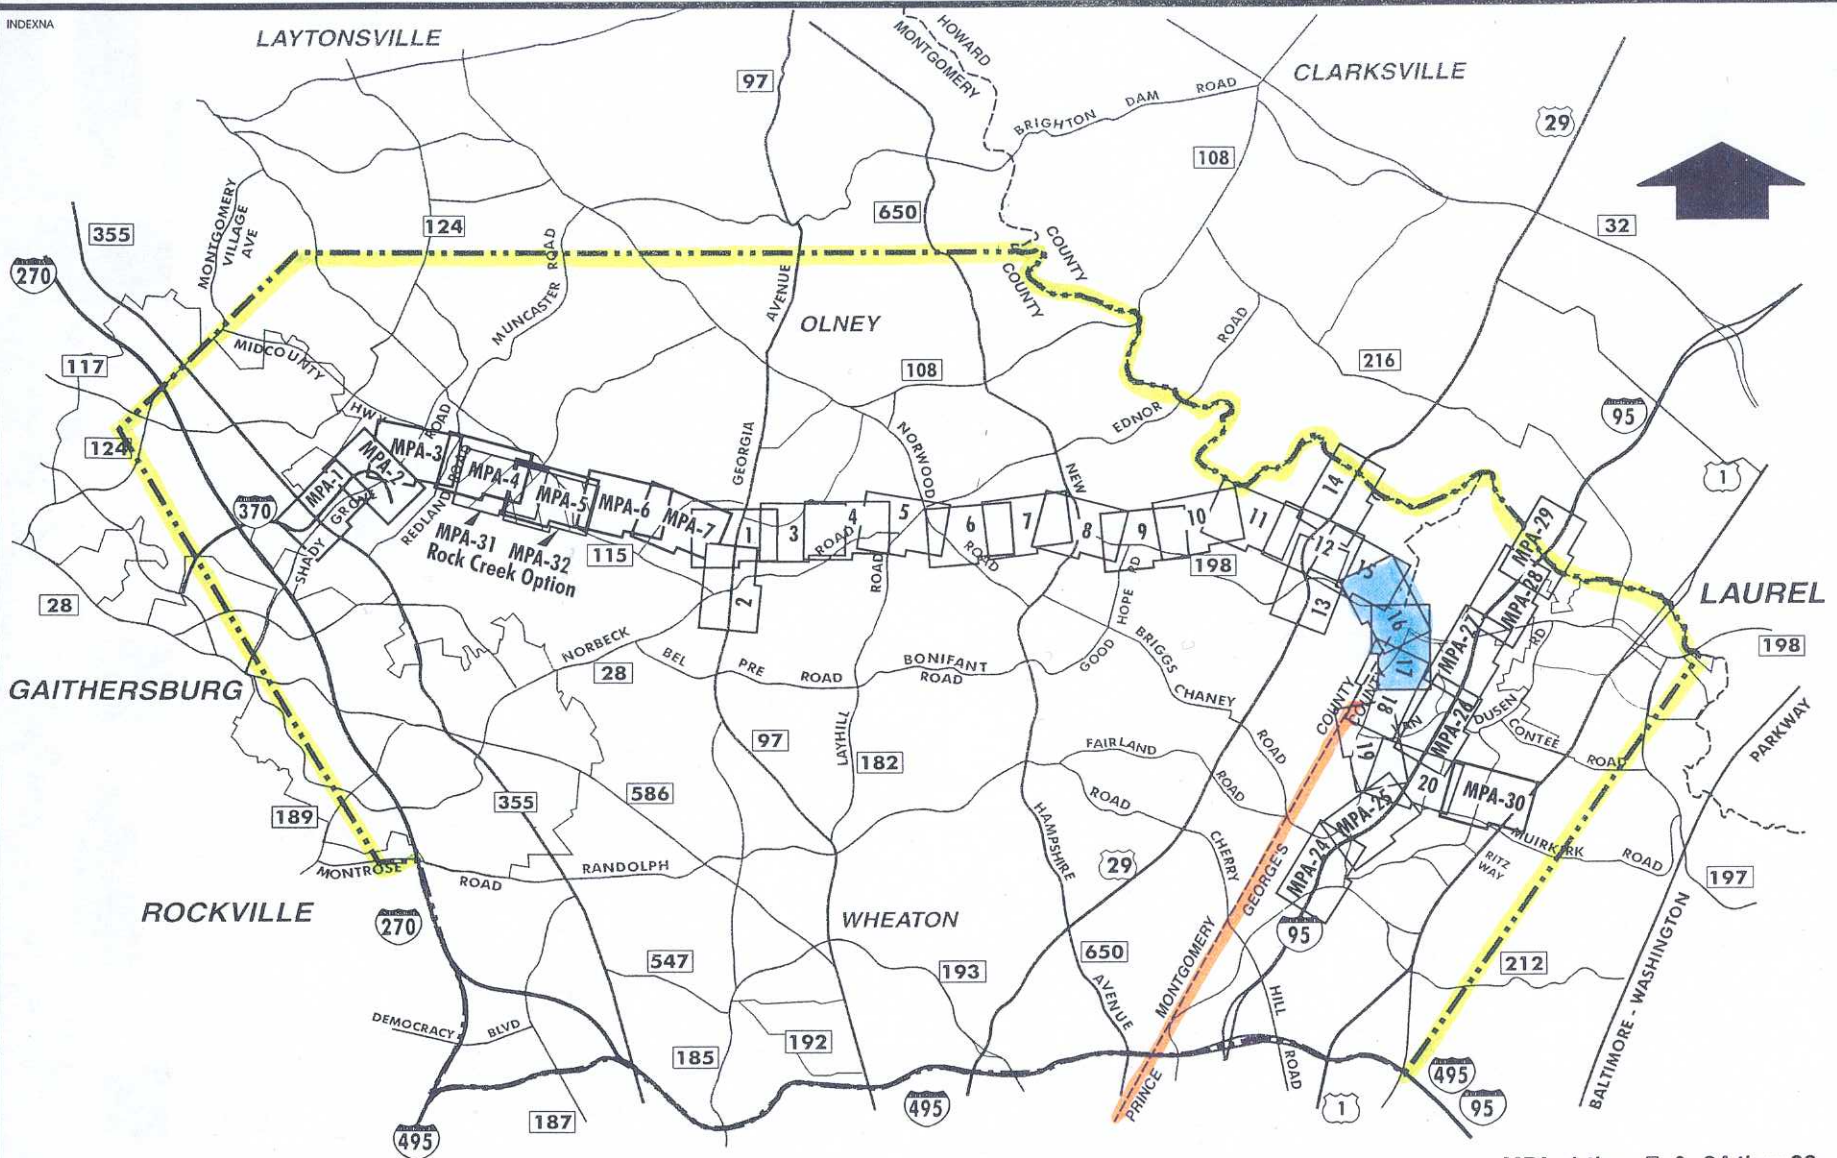 INDEXNA
LAYTONSVILLE
97
HOWARD
MONTGOMERY
CLARKSVILLE
BRIGHTON DAM ROAD
29
108
MONTGOMERY
VILLAGE
AVE
355
124
650
32
270
MUNCASTER ROAD
COUNTY
COUNTY
AVENUE
OLNEY
ROAD
MIDCOUNTY
HWY
117
108
216
EDNOR
95
124
ROAD
MPA-3
MPA-2
MPA-1
MPA-4
MPA-5
MPA-6
MPA-7
GEORGIA
NORWOOD
NEW
1
370
SHADY
GROVE
REDLAND ROAD
MPA-31
MPA-32
Rock Creek Option
115
1
2
3
4
5
6
7
8
9
10
11
12
13
14
15
16
17
18
19
20
ROAD
ROAD
ROAD
198
MPA-29
MPA-28
MPA-27
MPA-26
MPA-25
MPA-24
MPA-30
RD
LAUREL
198
28
NORBECK
28
BEL PRE ROAD
BONIFANT
ROAD
GOOD HOPE RD
BRIGGS
CHANEY
ROAD
GAITHERSBURG
COUNTY
COUNTY
VAN
DUSEN
CONTEE
ROAD
PARKWAY
97
LAYHILL
182
FAIRLAND
ROAD
ROAD
355
586
189
HAMPSHIRE
CHERRY
29
MUIRKIRK
ROAD
RITZ
WAY
MONTROSE
ROAD
RANDOLPH
197
ROCKVILLE
270
WHEATON
GEORGE'S
95
650
547
193
212
MONTGOMERY
AVENUE
HILL
ROAD
DEMOCRACY BLVD
192
185
PRINCE
BALTIMORE - WASHINGTON
495
95
1
495
187
495